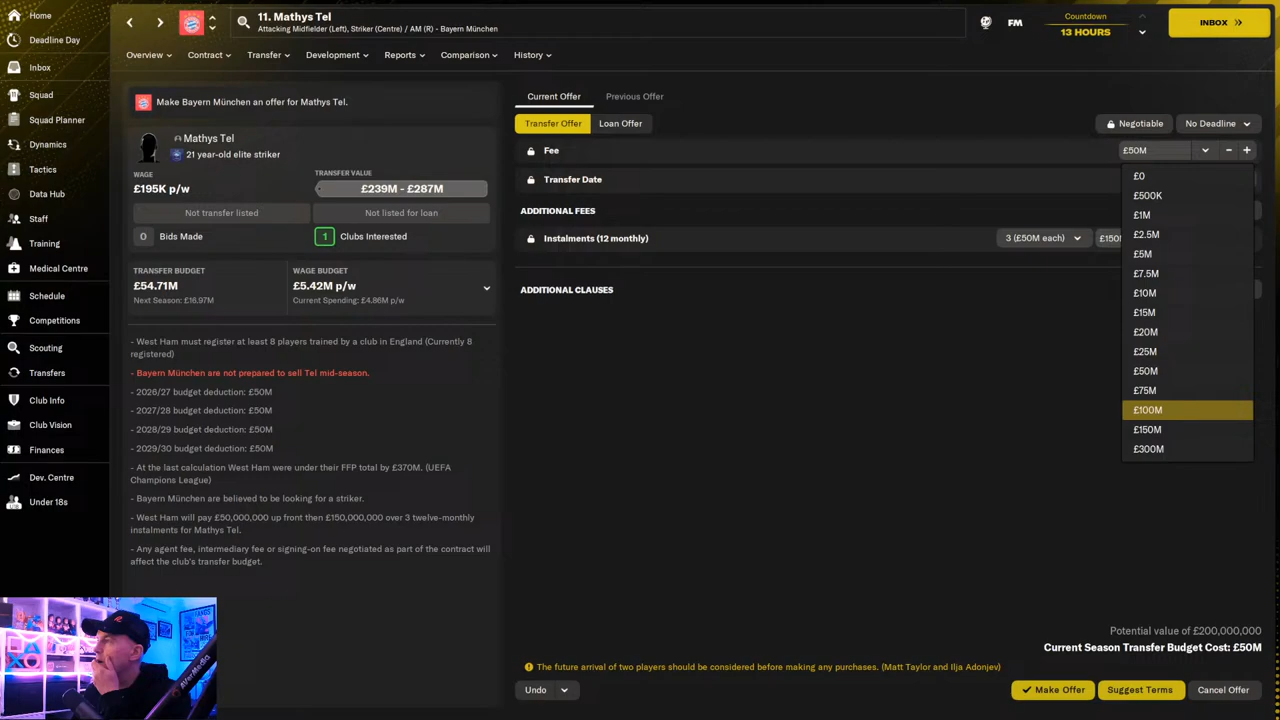 Home
Deadline Day
Inbox
Squad
Squad Planner
Dynamics
Tactics
Data Hub
Staff
Training
Medical Centre
Schedule
Competitions
Scouting
Transfers
Club Info
Club Vision
Finances
Dev. Centre
Under 18s
11. Mathys Tel
Attacking Midfielder (Left), Striker (Centre) / AM (R) - Bayern München
FM
Countdown
13 HOURS
INBOX
Overview
Contract
Transfer
Development
Reports
Comparison
History
Make Bayern München an offer for Mathys Tel.
Mathys Tel
21 year-old elite striker
WAGE
£195K p/w
TRANSFER VALUE
£239M - £287M
Not transfer listed
Not listed for loan
0 Bids Made
1 Clubs Interested
TRANSFER BUDGET
£54.71M
Next Season: £16.97M
WAGE BUDGET
£5.42M p/w
Current Spending: £4.86M p/w
- West Ham must register at least 8 players trained by a club in England (Currently 8
registered)
- Bayern München are not prepared to sell Tel mid-season.
- 2026/27 budget deduction: £50M
- 2027/28 budget deduction: £50M
- 2028/29 budget deduction: £50M
- 2029/30 budget deduction: £50M
- At the last calculation West Ham were under their FFP total by £370M. (UEFA
Champions League)
- Bayern München are believed to be looking for a striker.
- West Ham will pay £50,000,000 up front then £150,000,000 over 3 twelve-monthly
instalments for Mathys Tel.
- Any agent fee, intermediary fee or signing-on fee negotiated as part of the contract will
affect the club's transfer budget.
Current Offer
Previous Offer
Transfer Offer
Loan Offer
Negotiable
No Deadline
Fee
£50M
Transfer Date
ADDITIONAL FEES
Instalments (12 monthly)
3 (£50M each)
£150
ADDITIONAL CLAUSES
£0
£500K
£1M
£2.5M
£5M
£7.5M
£10M
£15M
£20M
£25M
£50M
£75M
£100M
£150M
£300M
Potential value of £200,000,000
Current Season Transfer Budget Cost: £50M
The future arrival of two players should be considered before making any purchases. (Matt Taylor and Ilja Adonjev)
Undo
Make Offer
Suggest Terms
Cancel Offer